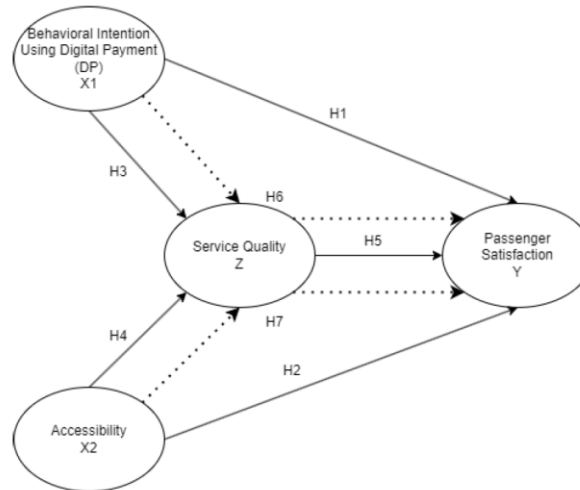 Behavioral Intention
Using Digital Payment
(DP)
X1
H1
H3
H6
Service Quality
Z
H5
Passenger
Satisfaction
Y
H7
H4
H2
Accessibility
X2